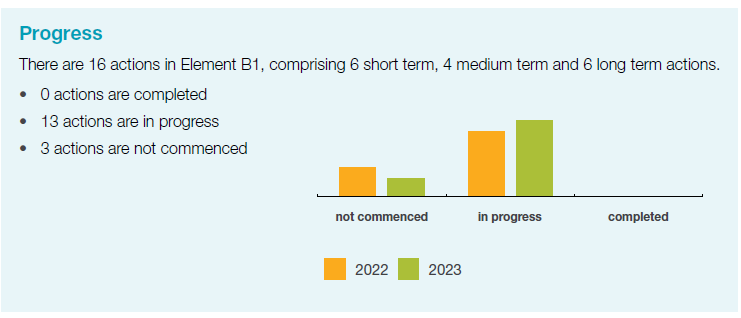 Progress
There are 16 actions in Element B1, comprising 6 short term, 4 medium term and 6 long term actions.
• 0 actions are completed
• 13 actions are in progress
• 3 actions are not commenced
not commenced in progress completed
2022 2023